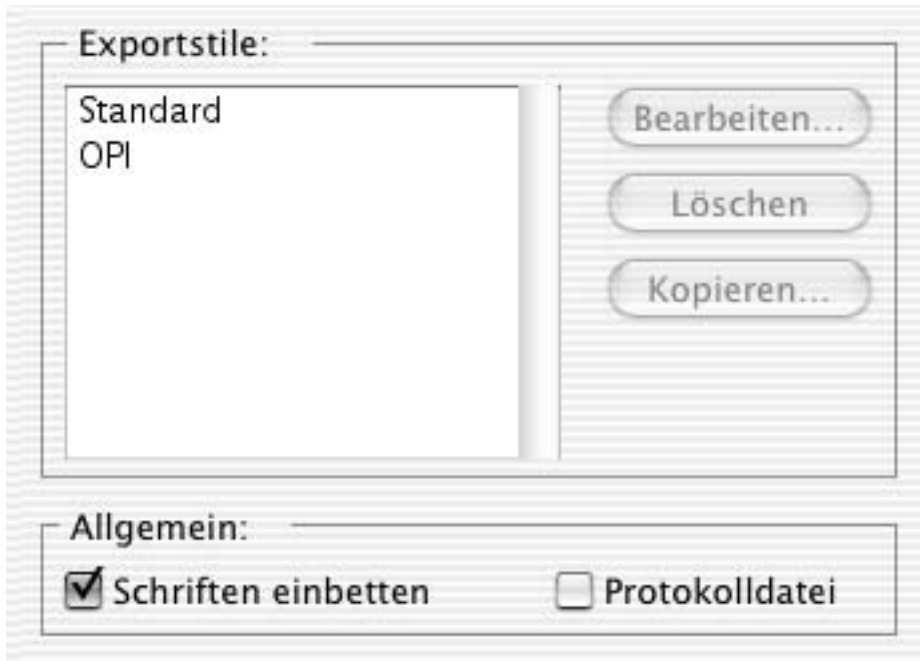 Exportstile:
Standard
OPI
Bearbeiten...
Löschen
Kopieren...
Allgemein:
Schriften einbetten
Protokolldatei